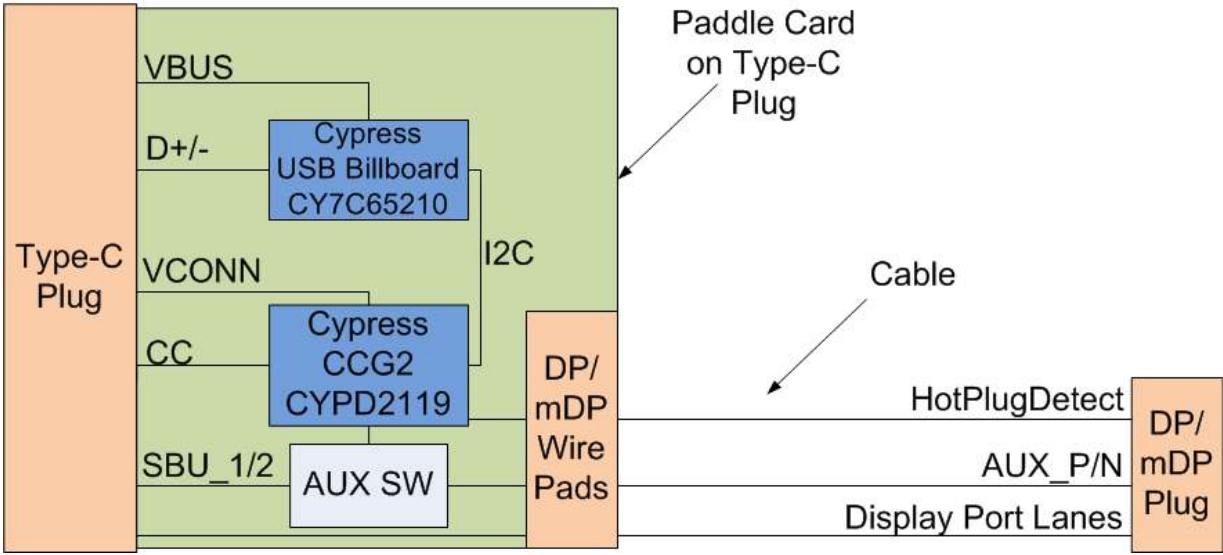 Type-C
Plug
VBUS
D+/-
Cypress
USB Billboard
CY7C65210
I2C
VCONN
CC
Cypress
CCG2
CYPD2119
SBU_1/2
AUX SW
DP/
mDP
Wire
Pads
Paddle Card
on Type-C
Plug
Cable
HotPlugDetect
AUX_P/N
Display Port Lanes
DP/
mDP
Plug